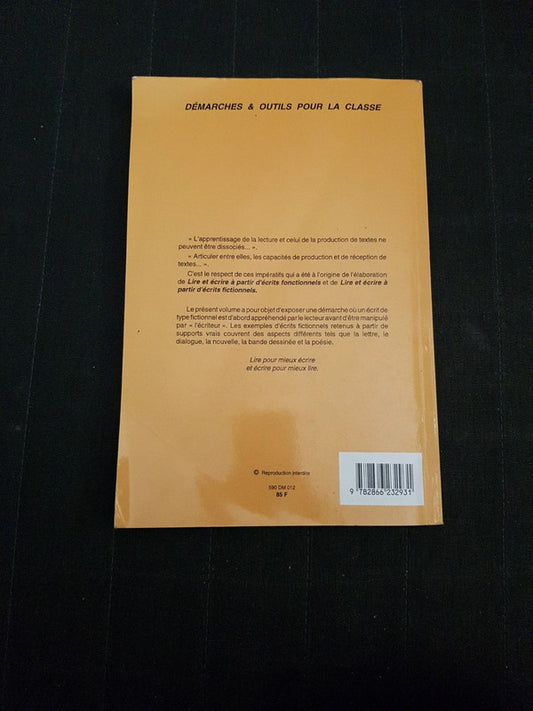 DÉMARCHES & OUTILS POUR LA CLASSE
« L'apprentissage de la lecture et celui de la production de textes ne
peuvent être dissociés... ».
« Articuler entre elles, les capacités de production et de réception de
textes... ».
C'est le respect de ces impératifs qui a été à l'origine de l'élaboration
de Lire et écrire à partir d'écrits fonctionnels et de Lire et écrire à
partir d'écrits fictionnels.
Le présent volume a pour objet d'exposer une démarche où un écrit de
type fictionnel est d'abord appréhendé par le lecteur avant d'être manipulé
par « l'écriteur ». Les exemples d'écrits fictionnels retenus à partir de
supports vrais couvrent des aspects différents tels que la lettre, le
dialogue, la nouvelle, la bande dessinée et la poésie.
Lire pour mieux écrire
et écrire pour mieux lire.
© Reproduction interdite
590 DM 012
85 F
9 782866 232931